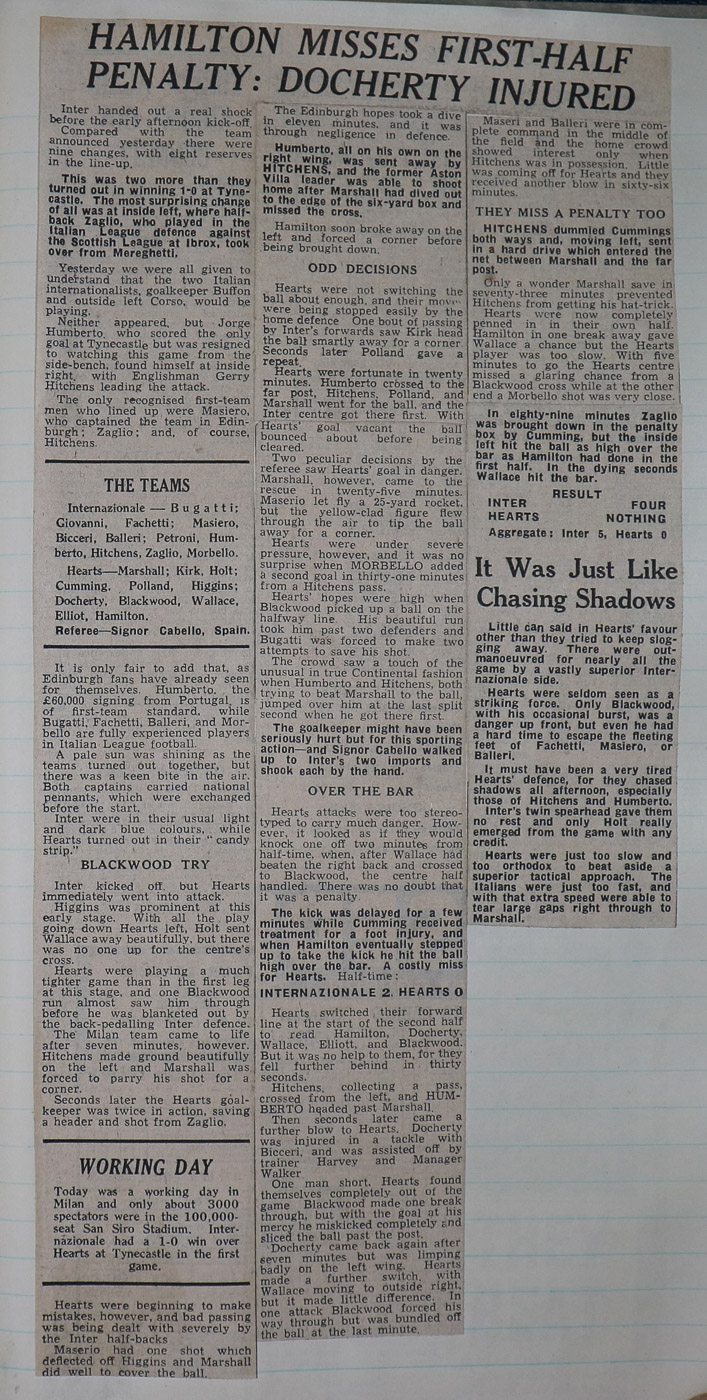 HAMILTON MISSES FIRST-HALF
PENALTY: DOCHERTY INJURED
Inter handed out a real shock
before the early afternoon kick-off.
Compared with the team
announced yesterday there were
nine changes, with eight reserves
in the line-up.
This was two more than they
turned out in winning 1-0 at Tyne-
castle. The most surprising change
of all was at inside left, where half-
back Zaglio, who played in the
Italian League defence against
the Scottish League at Ibrox, took
over from Mereghetti.
Yesterday we were all given to
understand that the two Italian
internationalists, goalkeeper Buffon
and outside left Corso, would be
playing.
Neither appeared, but Jorge
Humberto, who scored the only
goal at Tynecastle but was resigned
to watching this game from the
side-bench, found himself at inside
right, with Englishman Gerry
Hitchens leading the attack.
The only recognised first-team
men who lined up were Masiero,
who captained the team in Edin-
burgh; Zaglio; and, of course,
Hitchens.
THE TEAMS
Internazionale — Bugatti;
Giovanni, Fachetti; Masiero,
Bicceri, Balleri; Petroni, Hum-
berto, Hitchens, Zaglio, Morbello.
Hearts—Marshall; Kirk, Holt;
Cumming, Polland, Higgins;
Docherty, Blackwood, Wallace,
Elliot, Hamilton.
Referee—Signor Cabello, Spain.
It is only fair to add that, as
Edinburgh fans have already seen
for themselves. Humberto, the
£60,000 signing from Portugal, is
of first-team standard, while
Bugatti, Fachetti, Balleri, and Mor-
bello are fully experienced players
in Italian League football.
A pale sun was shining as the
teams turned out together, but
there was a keen bite in the air.
Both captains carried national
pennants, which were exchanged
before the start.
Inter were in their usual light
and dark blue colours, while
Hearts turned out in their "candy
strip."
BLACKWOOD TRY
Inter kicked off, but Hearts
immediately went into attack.
Higgins was prominent at this
early stage. With all the play
going down Hearts left, Holt sent
Wallace away beautifully, but there
was no one up for the centre's
cross.
Hearts were playing a much
tighter game than in the first leg
at this stage, and one Blackwood
run almost saw him through
before he was blanketed out by
the back-pedalling Inter defence.
The Milan team came to life
after seven minutes, however.
Hitchens made ground beautifully
on the left and Marshall was
forced to parry his shot for a
corner.
Seconds later the Hearts goal-
keeper was twice in action, saving
a header and shot from Zaglio.
WORKING DAY
Today was a working day in
Milan and only about 3000
spectators were in the 100,000-
seat San Siro Stadium. Inter-
nazionale had a 1-0 win over
Hearts at Tynecastle in the first
game.
Hearts were beginning to make
mistakes, however, and bad passing
was being dealt with severely by
the Inter half-backs
Maserio had one shot which
deflected off Higgins and Marshall
did well to cover the ball.
The Edinburgh hopes took a dive
in eleven minutes, and it was
through negligence in defence.
Humberto, all on his own on the
right wing, was sent away by
HITCHENS, and the former Aston
Villa leader was able to shoot
home after Marshall had dived out
to the edge of the six-yard box and
missed the cross.
Hamilton soon broke away on the
left and forced a corner before
being brought down.
ODD DECISIONS
Hearts were not switching the
ball about enough, and their
were being stopped easily by the
home defence One bout of passing
by Inter's forwards saw Kirk head
the ball smartly away for a corner.
Seconds later Polland gave a
repeat.
Hearts were fortunate in twenty
minutes. Humberto crossed to the
far post, Hitchens, Polland, and
Marshall went for the ball, and the
Inter centre got there first. With
Hearts' goal vacant the ball
bounced about before being
cleared.
Two peculiar decisions by the
referee saw Hearts' goal in danger.
Marshall, however, came to the
rescue in twenty-five minutes.
Maserio let fly a 25-yard rocket,
but the yellow-clad figure flew
through the air to tip the ball
away for a corner.
Hearts were under severe
pressure, however, and it was no
surprise when MORBELLO added
a second goal in thirty-one minutes
from a Hitchens pass.
Hearts' hopes were high when
Blackwood picked up a ball on the
halfway line. His beautiful run
took him past two defenders and
Bugatti was forced to make two
attempts to save his shot.
The crowd saw a touch of the
unusual in true Continental fashion
when Humberto and Hitchens, both
trying to beat Marshall to the ball,
jumped over him at the last split
second when he got there first.
The goalkeeper might have been
seriously hurt but for this sporting
action—and Signor Cabello walked
up to Inter's two imports and
shook each by the hand.
OVER THE BAR
Hearts attacks were too stereo-
typed to carry much danger. How-
ever, it looked as if they would
knock one off two minutes from
half-time, when, after Wallace had
beaten the right back and crossed
to Blackwood, the centre half
handled. There was no doubt that
it was a penalty.
The kick was delayed for a few
minutes while Cumming received
treatment for a foot injury, and
when Hamilton eventually stepped
up to take the kick he hit the ball
high over the bar. A costly miss
for Hearts. Half-time:
INTERNAZIONALE 2, HEARTS 0
Hearts switched their forward
line at the start of the second half
to read Hamilton, Docherty,
Wallace, Elliott, and Blackwood.
But it was no help to them, for they
fell further behind in thirty
seconds.
Hitchens, collecting a pass,
crossed from the left, and HUM-
BERTO headed past Marshall.
Then seconds later came a
further blow to Hearts. Docherty
was injured in a tackle with
Bicceri, and was assisted off by
trainer Harvey and Manager
Walker
One man short, Hearts found
themselves completely out of the
game Blackwood made one break
through, but with the goal at his
mercy he miskicked completely and
sliced the ball past the post.
Docherty came back again after
seven minutes but was limping
badly on the left wing. Hearts
made a further switch, with
Wallace moving to outside right,
but it made little difference. In
one attack Blackwood forced his
way through but was bundled off
the ball at the last minute.
Maseri and Balleri were in com-
plete command in the middle of
the field and the home crowd
showed interest only when
Hitchens was in possession. Little
was coming off for Hearts and they
received another blow in sixty-six
minutes.
THEY MISS A PENALTY TOO
HITCHENS dummied Cummings
both ways and, moving left, sent
in a hard drive which entered the
net between Marshall and the far
post.
Only a wonder Marshall save in
seventy-three minutes prevented
Hitchens from getting his hat-trick.
Hearts were now completely
penned in in their own half.
Hamilton in one break away gave
Wallace a chance but the Hearts
player was too slow. With five
minutes to go the Hearts centre
missed a glaring chance from a
Blackwood cross while at the other
end a Morbello shot was very close.
In eighty-nine minutes Zaglio
was brought down in the penalty
box by Cumming, but the inside
left hit the ball as high over the
bar as Hamilton had done in the
first half. In the dying seconds
Wallace hit the bar.
RESULT
INTER FOUR
HEARTS NOTHING
Aggregate: Inter 5, Hearts 0
It Was Just Like
Chasing Shadows
Little can said in Hearts' favour
other than they tried to keep slog-
ging away. There were out-
manoeuvred for nearly all the
game by a vastly superior Inter-
nazionale side.
Hearts were seldom seen as a
striking force. Only Blackwood,
with his occasional burst, was a
danger up front, but even he had
a hard time to escape the fleeting
feet of Fachetti, Masiero, or
Balleri.
It must have been a very tired
Hearts' defence, for they chased
shadows all afternoon, especially
those of Hitchens and Humberto.
Inter's twin spearhead gave them
no rest and only Holt really
emerged from the game with any
credit.
Hearts were just too slow and
too orthodox to beat aside a
superior tactical approach. The
Italians were just too fast, and
with that extra speed were able to
tear large gaps right through to
Marshall.